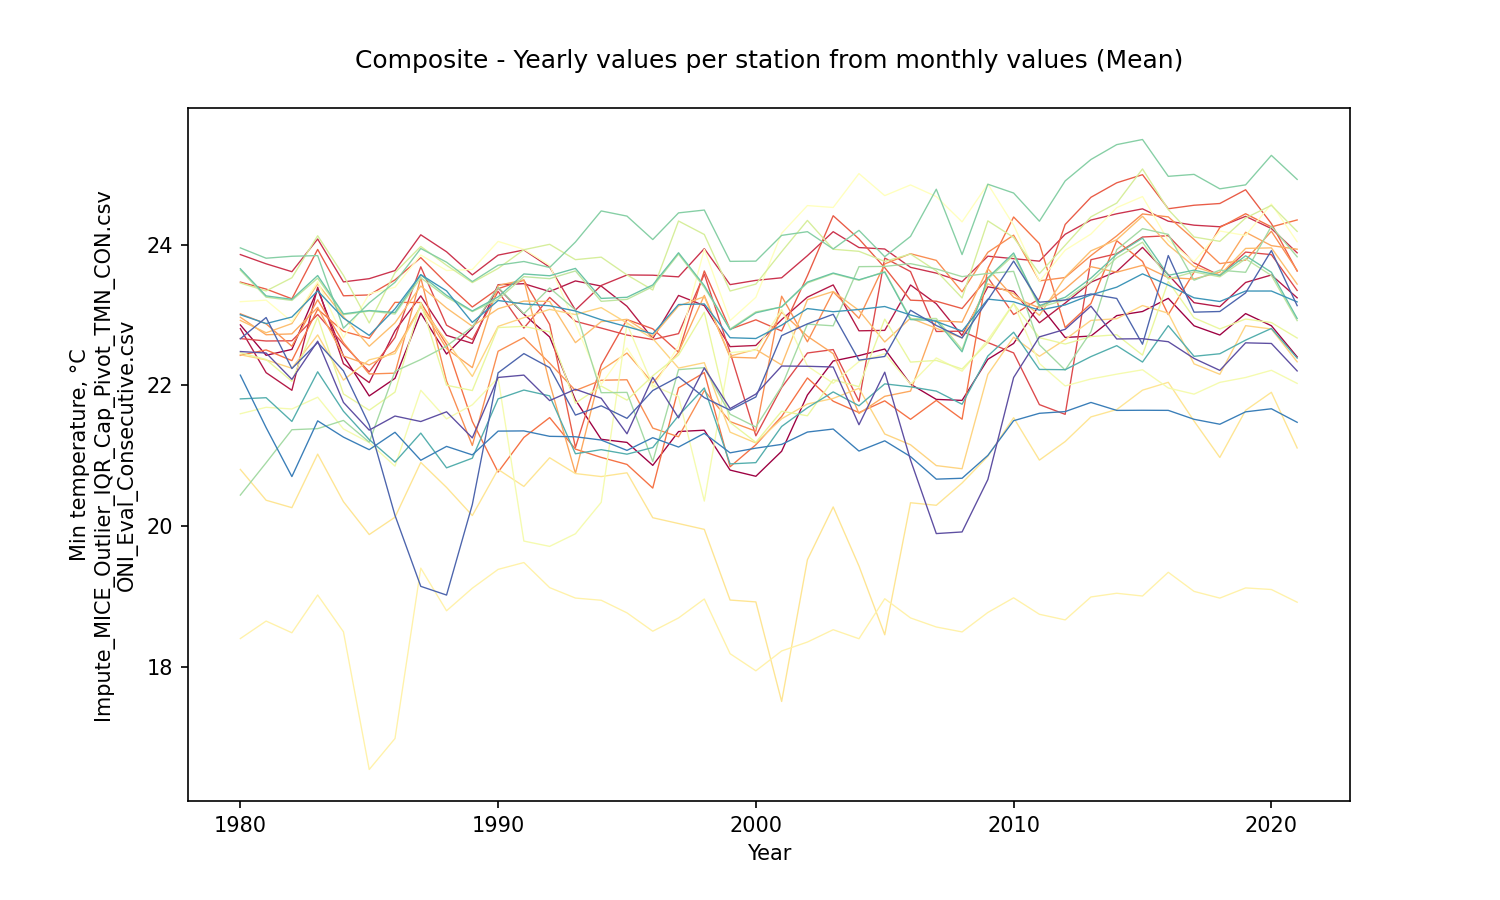 Composite - Yearly values per station from monthly values (Mean)
Min temperature, °C
Impute_MICE_Outlier_IQR_Cap_Pivot_TMN_CON.csv
ONI_Eval_Consecutive.csv
24
22
20
18
1980 1990 2000 2010 2020
Year